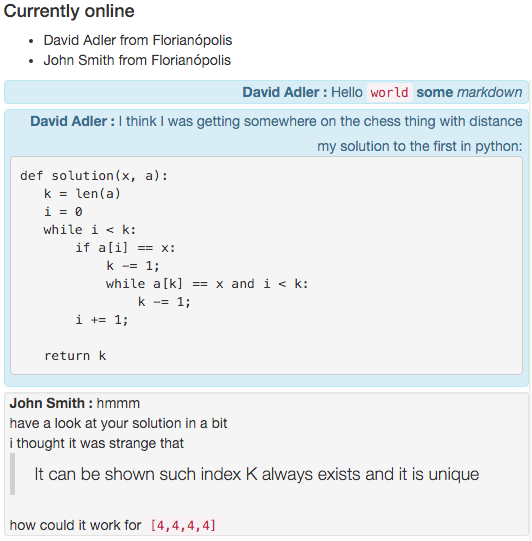 Currently online
David Adler from Florianópolis
John Smith from Florianópolis
David Adler : Hello world some markdown
David Adler : I think I was getting somewhere on the chess thing with distance
my solution to the first in python:
def solution(x, a):
   k = len(a)
   i = 0
   while i < k:
       if a[i] == x:
           k -= 1;
           while a[k] == x and i < k:
               k -= 1;
       i += 1;

   return k
John Smith : hmmm
have a look at your solution in a bit
i thought it was strange that
It can be shown such index K always exists and it is unique
how could it work for [4,4,4,4]